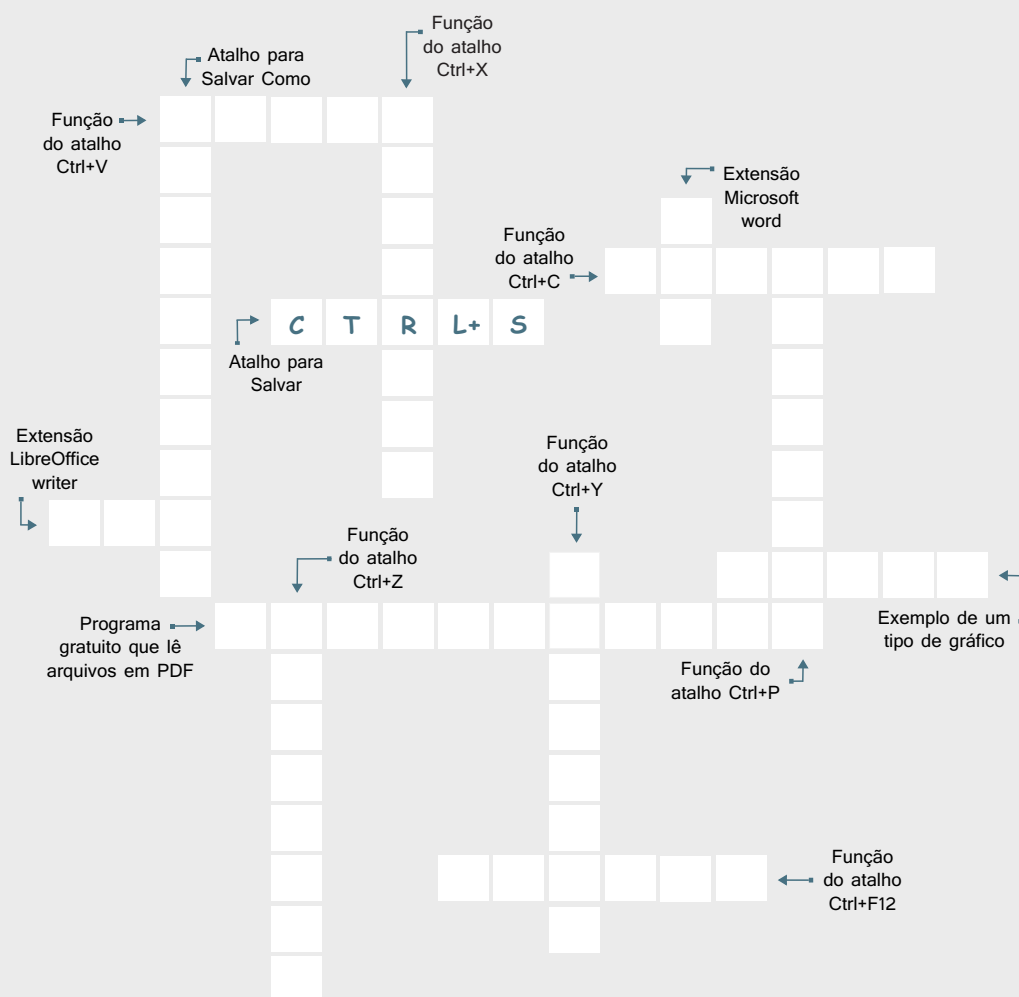 Função
do atalho
Ctrl+X
Atalho para
Salvar Como
Função
do atalho
Ctrl+V
Extensão
Microsoft
word
Função
do atalho
Ctrl+C
C T R L+ S
Atalho para
Salvar
Extensão
LibreOffice
writer
Função
do atalho
Ctrl+Y
Função
do atalho
Ctrl+Z
Programa
gratuito que lê
arquivos em PDF
Exemplo de um
tipo de gráfico
Função do
atalho Ctrl+P
Função
do atalho
Ctrl+F12